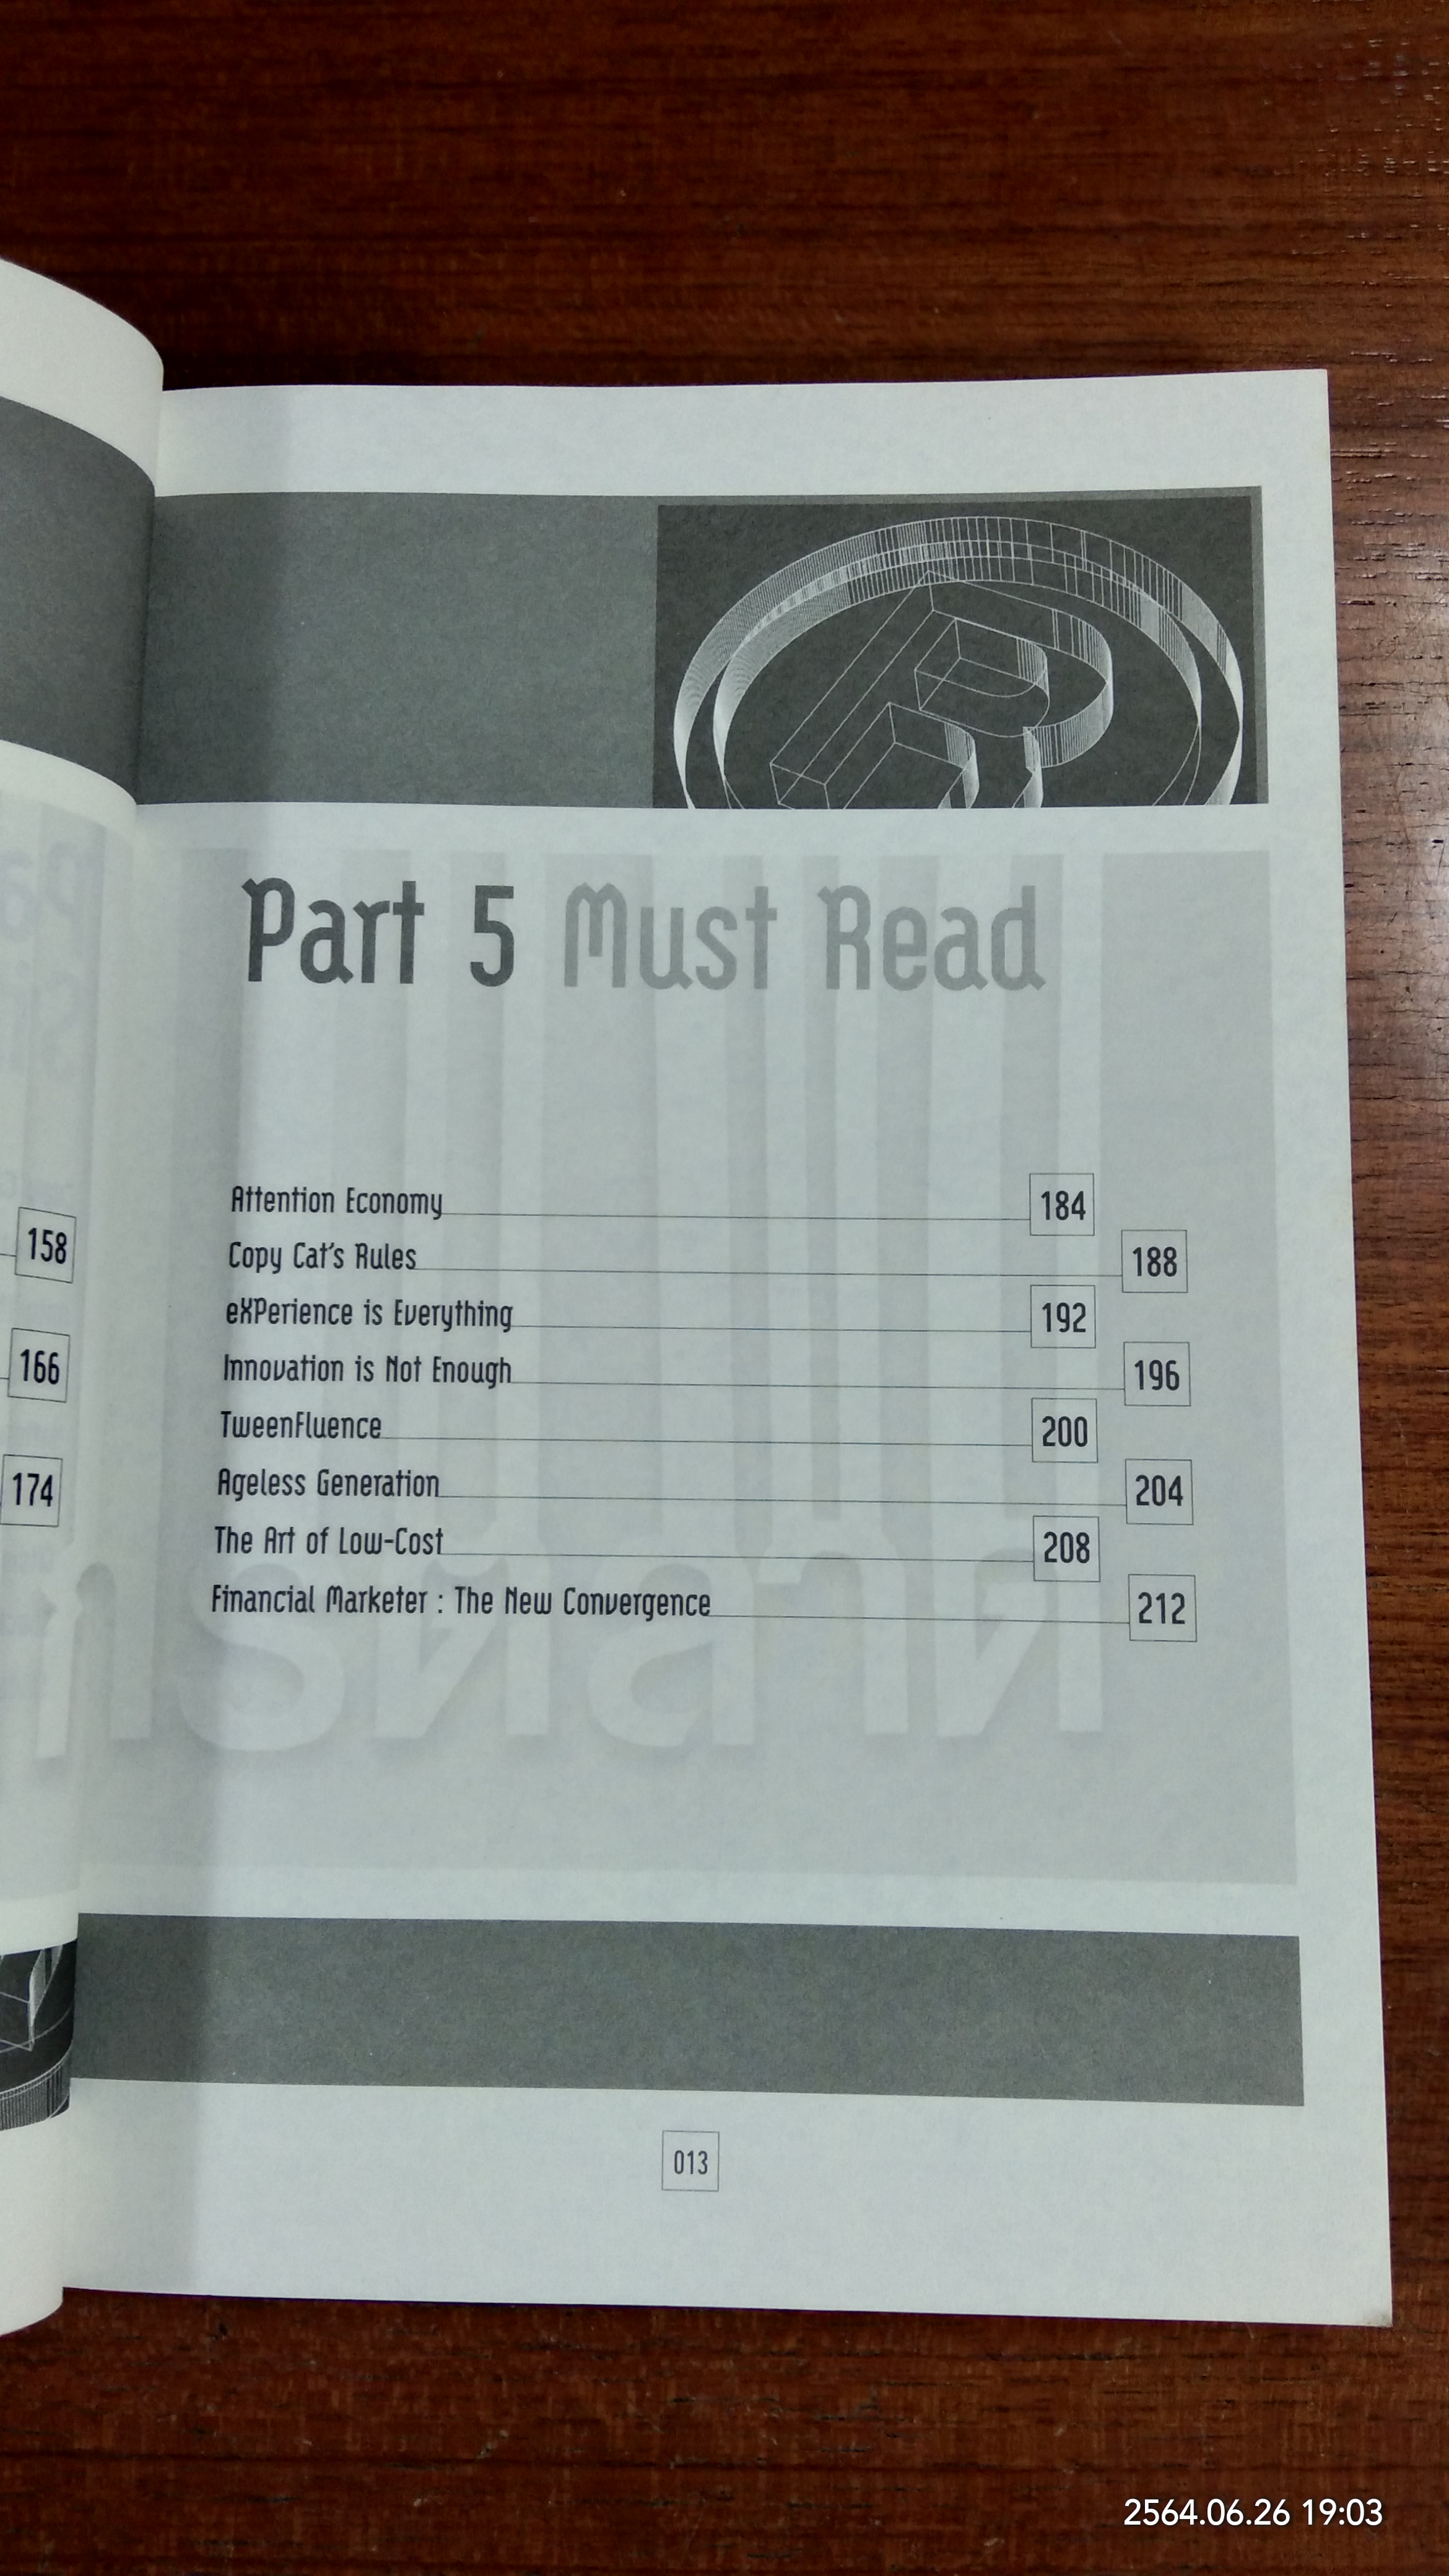 158
166
174
Part 5 Must Read
Attention Economy 184
Copy Cat's Rules 188
eXPerience is Everything 192
Innovation is Not Enough 196
TweenFluence 200
Ageless Generation 204
The Art of Low-Cost 208
Financial Marketer : The New Convergence 212
013
2564.06.26 19:03